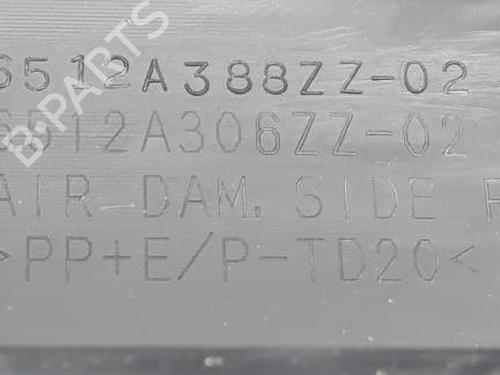 6512A388ZZ-02
6512A306ZZ-02
AIR DAM, SIDE R
>PP+E/P-TD20<
B-PARTS